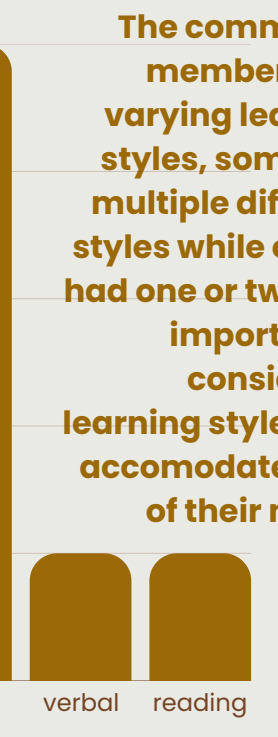 The comm
member
varying lea
styles, som
multiple dif
styles while
had one or tw
import
consi
learning style
accomodate
of their
verbal reading